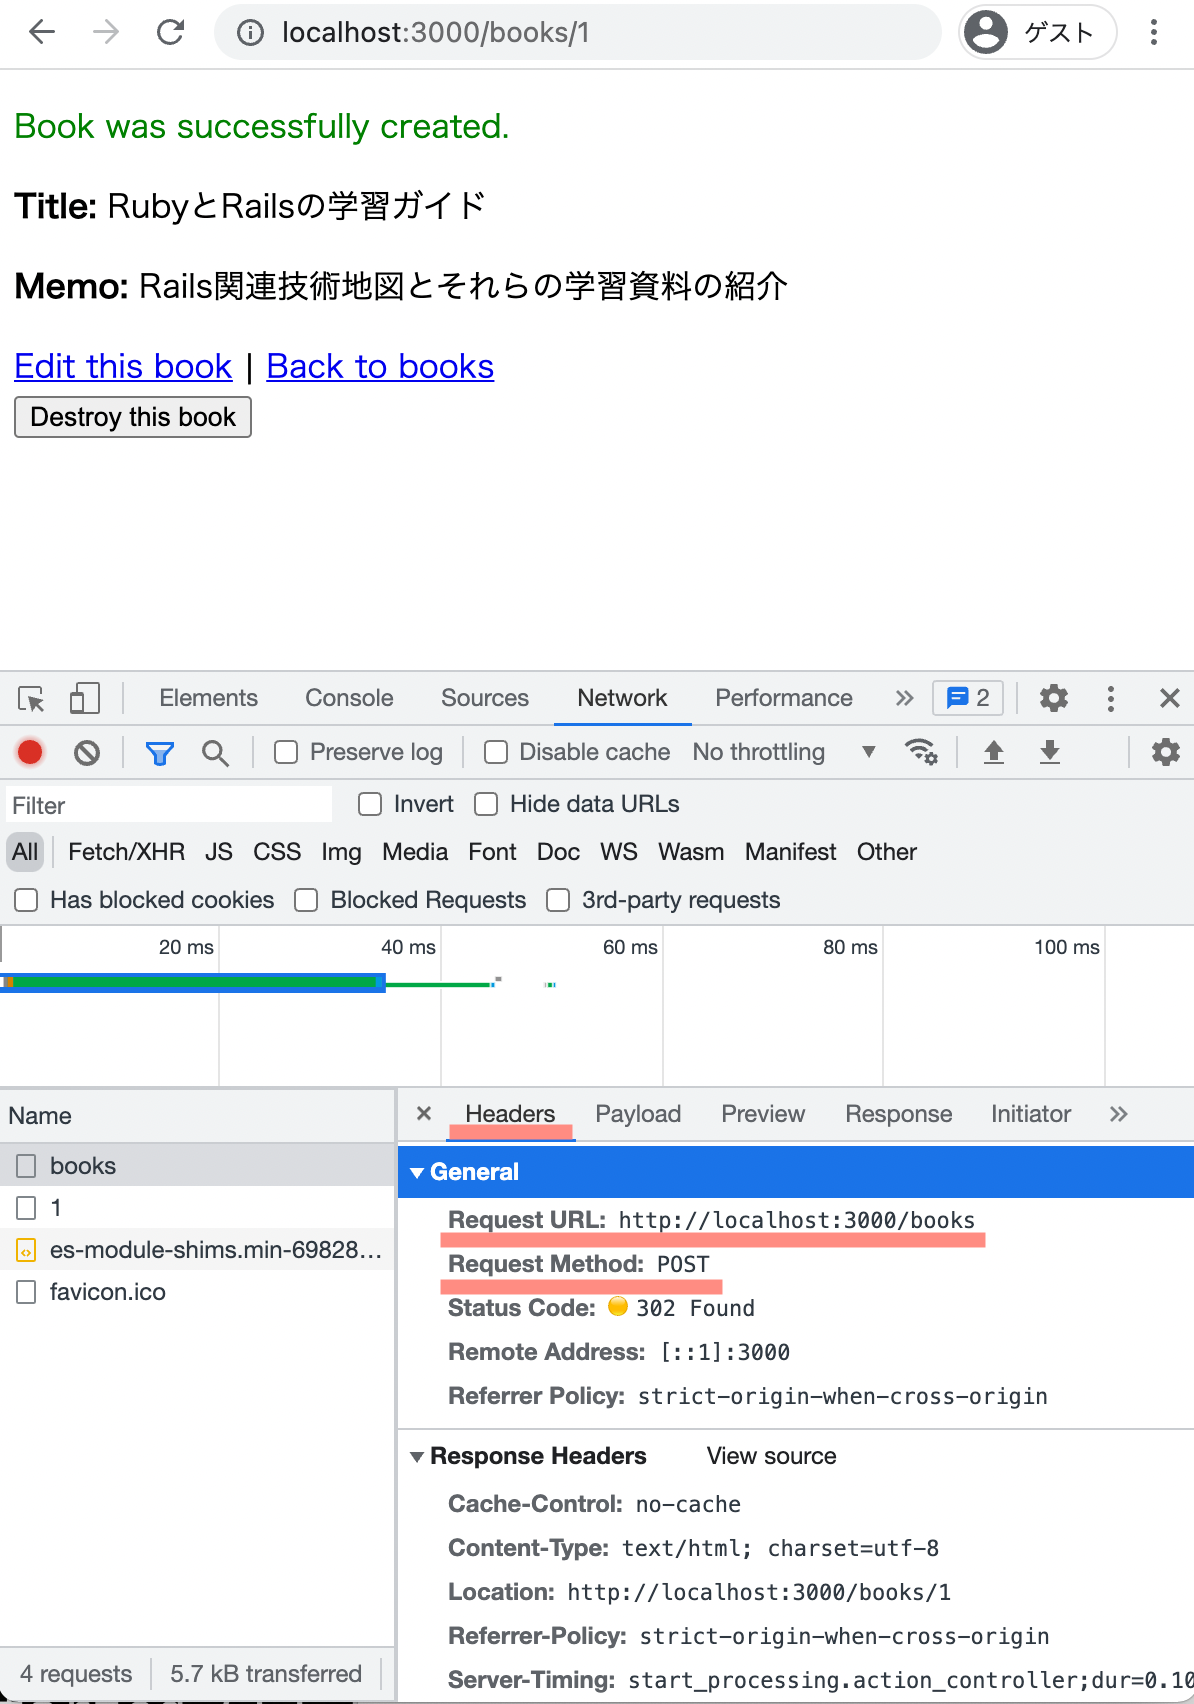 localhost:3000/books/1 ゲスト
Book was successfully created.
Title: RubyとRailsの学習ガイド
Memo: Rails関連技術地図とそれらの学習資料の紹介
Edit this book | Back to books
Destroy this book
Elements Console Sources Network Performance 2
Preserve log Disable cache No throttling
Filter Invert Hide data URLs
All Fetch/XHR JS CSS Img Media Font Doc WS Wasm Manifest Other
Has blocked cookies Blocked Requests 3rd-party requests
20 ms 40 ms 60 ms 80 ms 100 ms
Name
books
1
es-module-shims.min-69828...
favicon.ico
4 requests 5.7 kB transferred
Headers Payload Preview Response Initiator
General
Request URL: http://localhost:3000/books
Request Method: POST
Status Code: 302 Found
Remote Address: [::1]:3000
Referrer Policy: strict-origin-when-cross-origin
Response Headers View source
Cache-Control: no-cache
Content-Type: text/html; charset=utf-8
Location: http://localhost:3000/books/1
Referrer-Policy: strict-origin-when-cross-origin
Server-Timing: start_processing.action_controller;dur=0.10